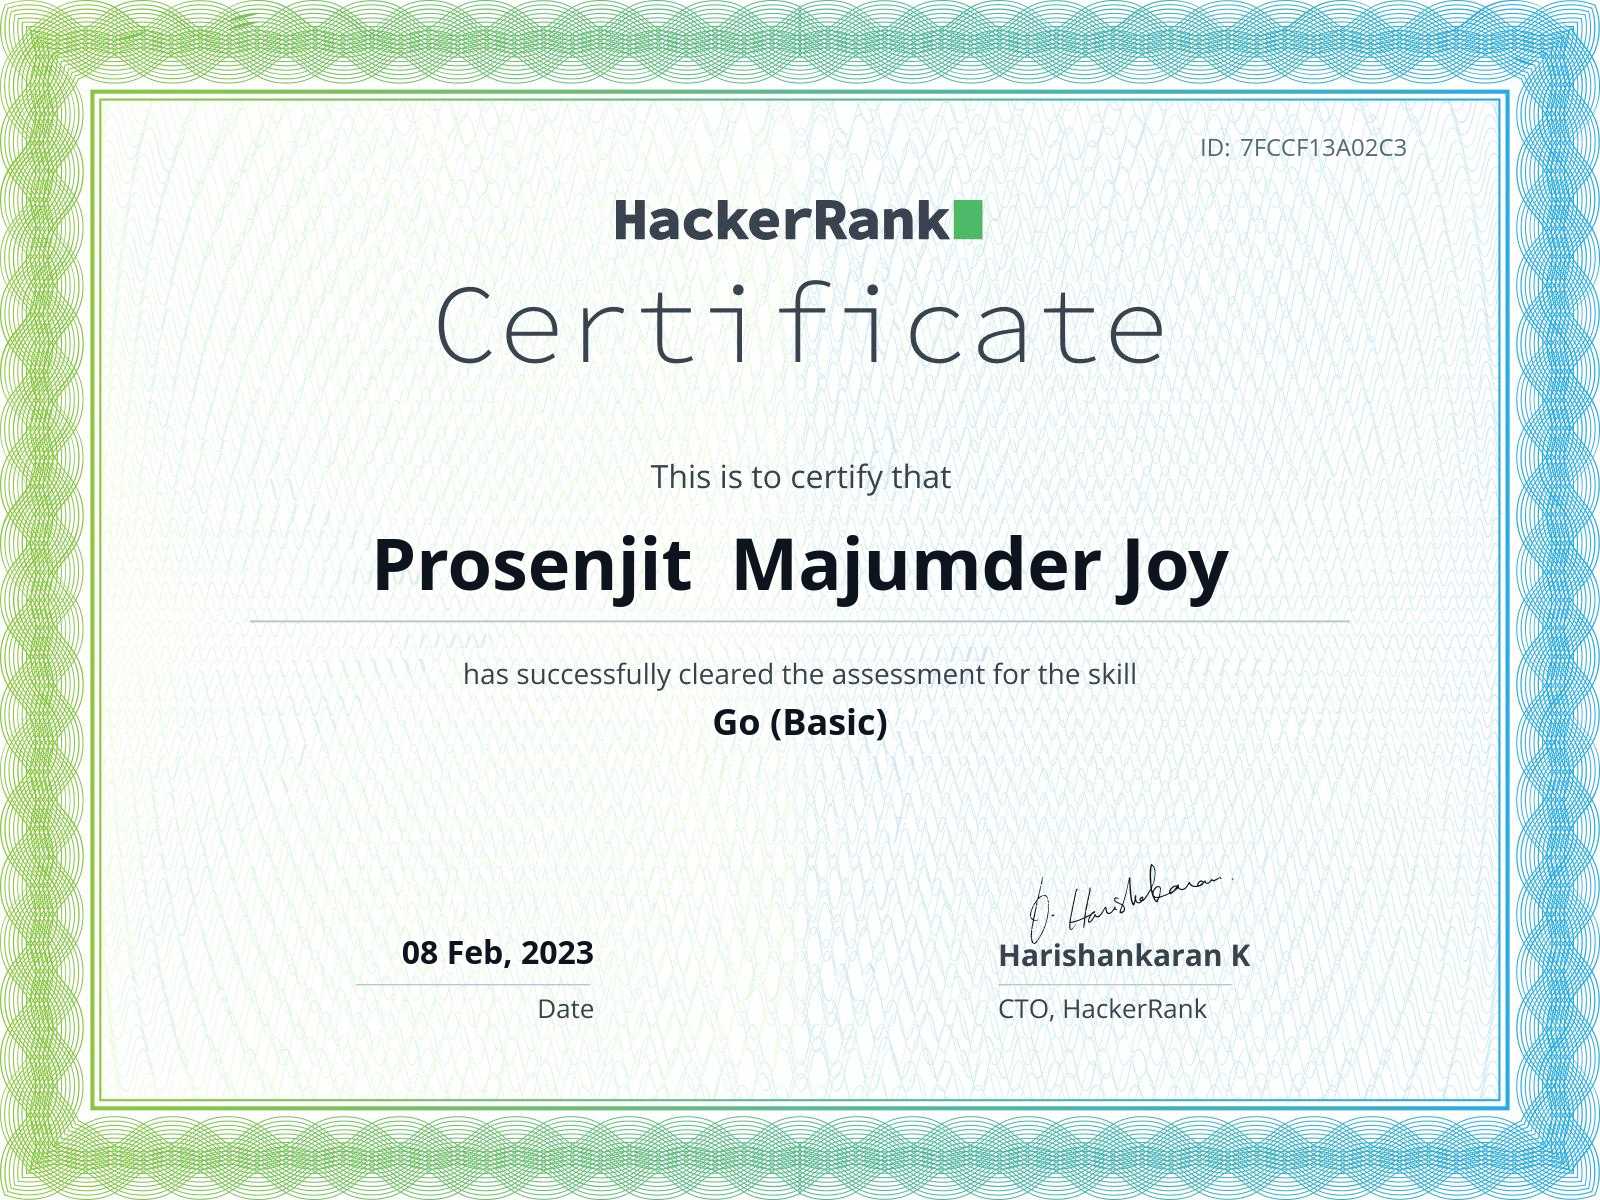 ID: 7FCCF13A02C3
HackerRank
Certificate
This is to certify that
Prosenjit Majumder Joy
has successfully cleared the assessment for the skill
Go (Basic)
D. Harishankaran.
08 Feb, 2023
Harishankaran K
Date
CTO, HackerRank